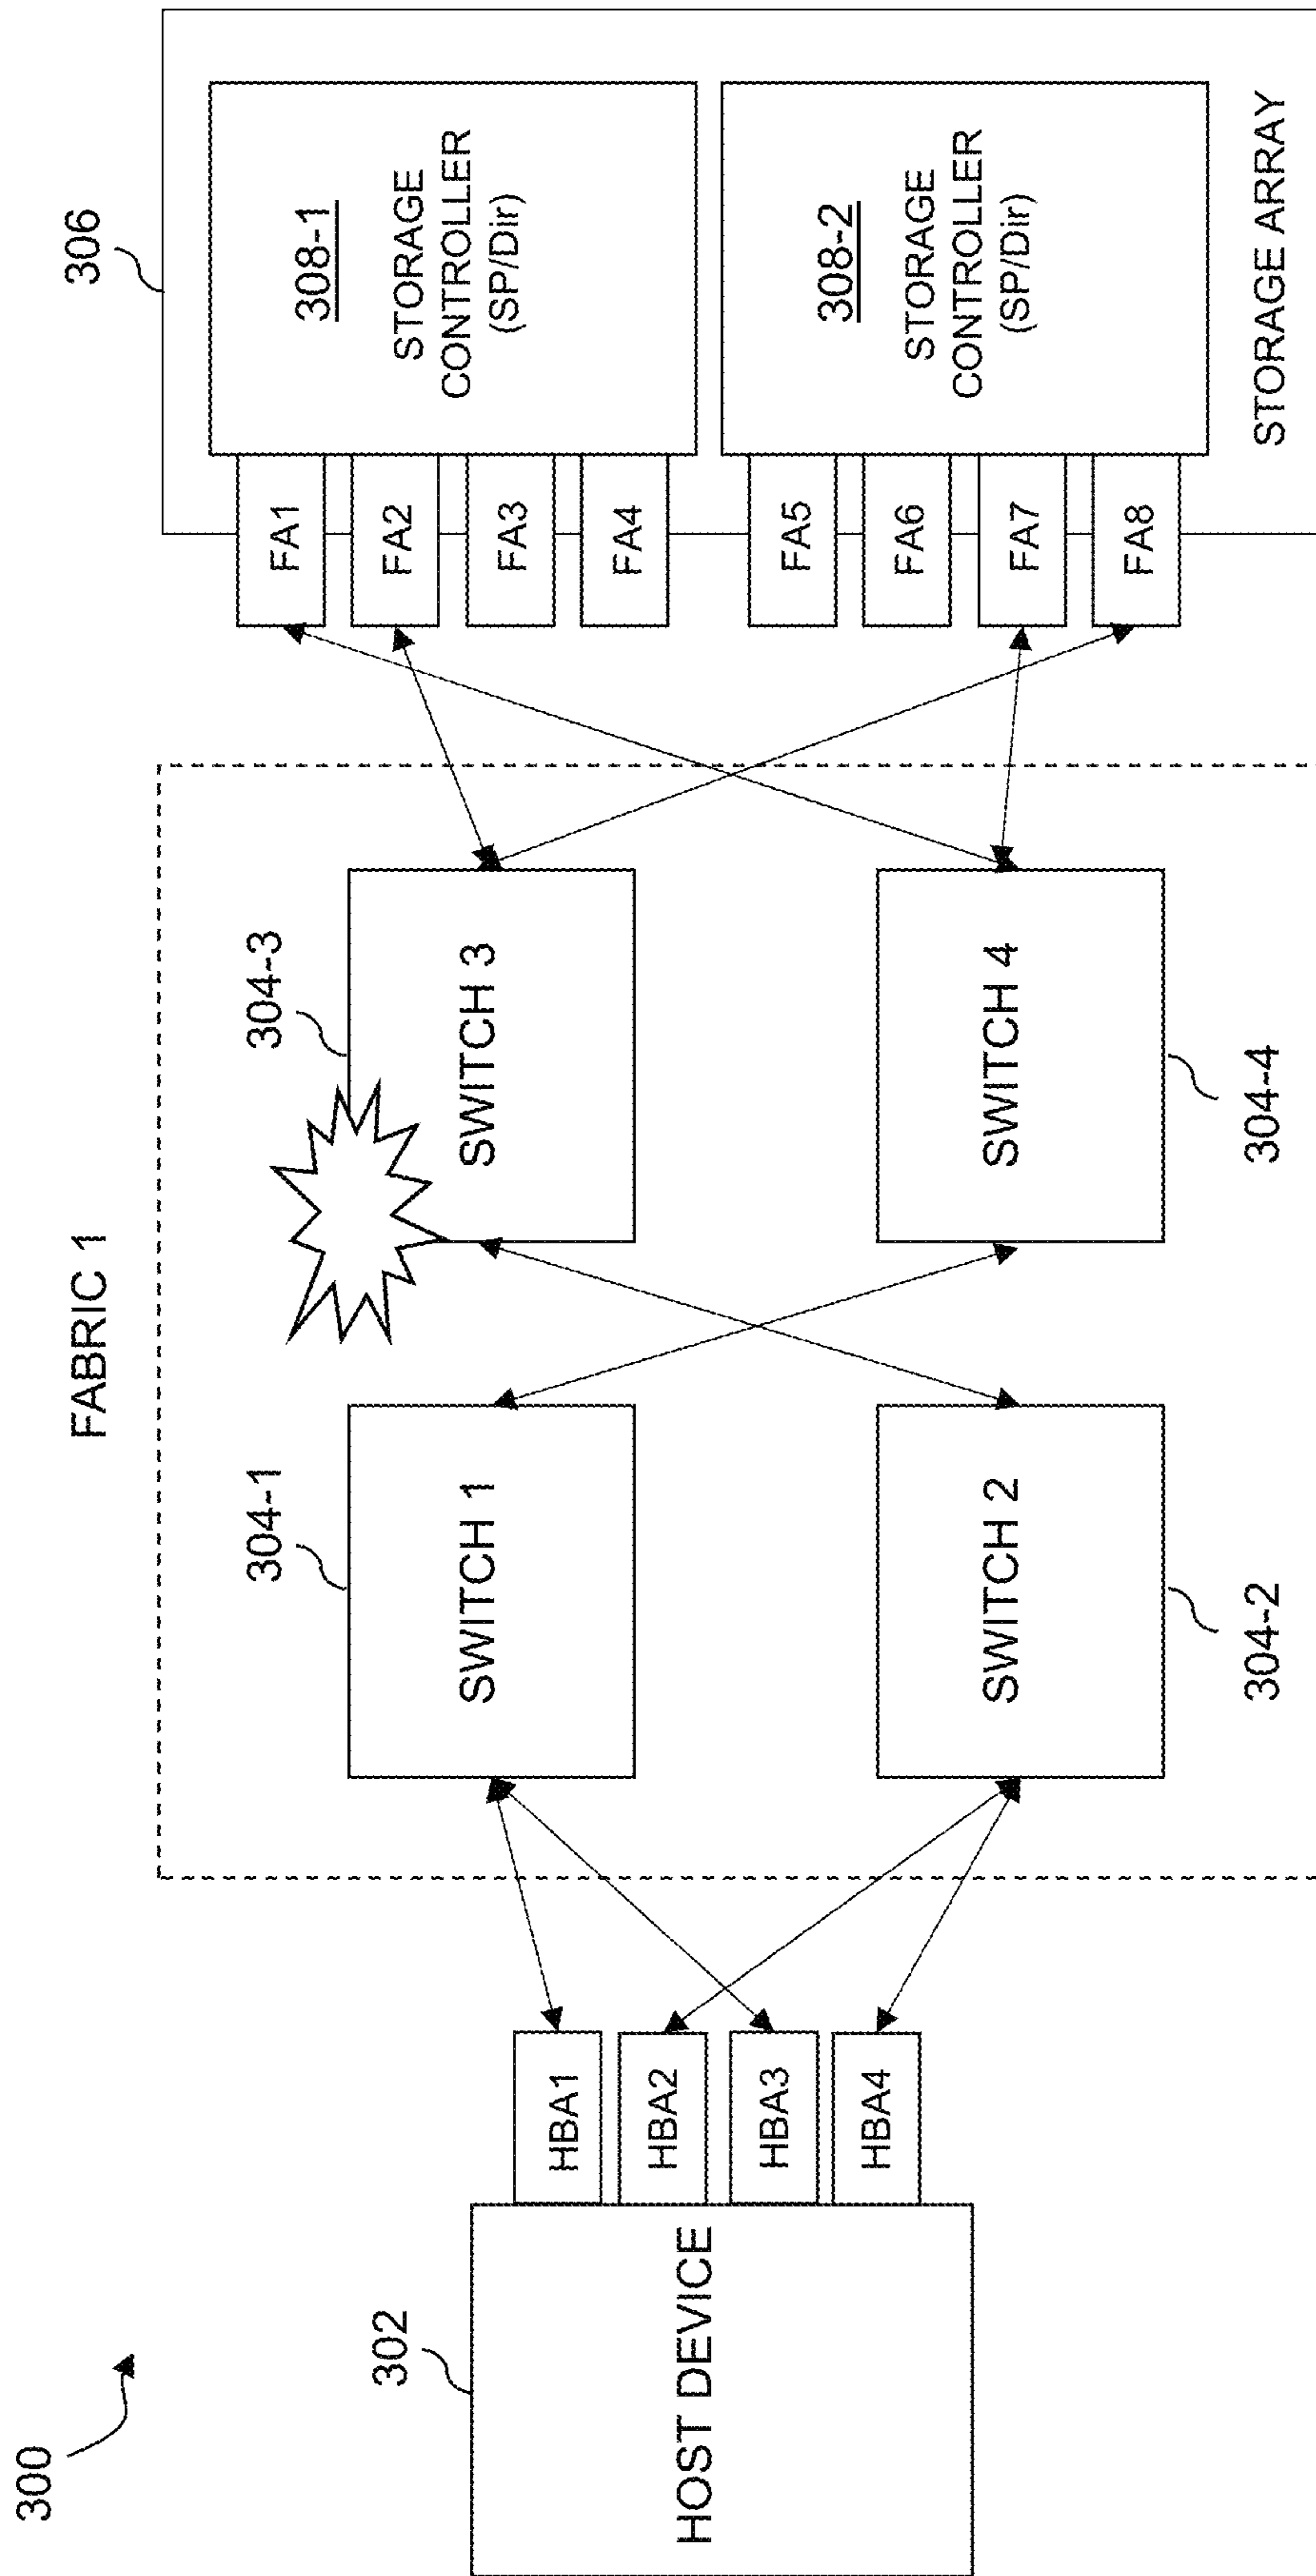 300
FABRIC 1
302
HOST DEVICE
HBA1
HBA2
HBA3
HBA4
304-1
SWITCH 1
SWITCH 2
304-2
304-3
SWITCH 3
SWITCH 4
304-4
306
FA1
FA2
FA3
FA4
FA5
FA6
FA7
FA8
308-1
STORAGE
CONTROLLER
(SP/Dir)
308-2
STORAGE
CONTROLLER
(SP/Dir)
STORAGE ARRAY